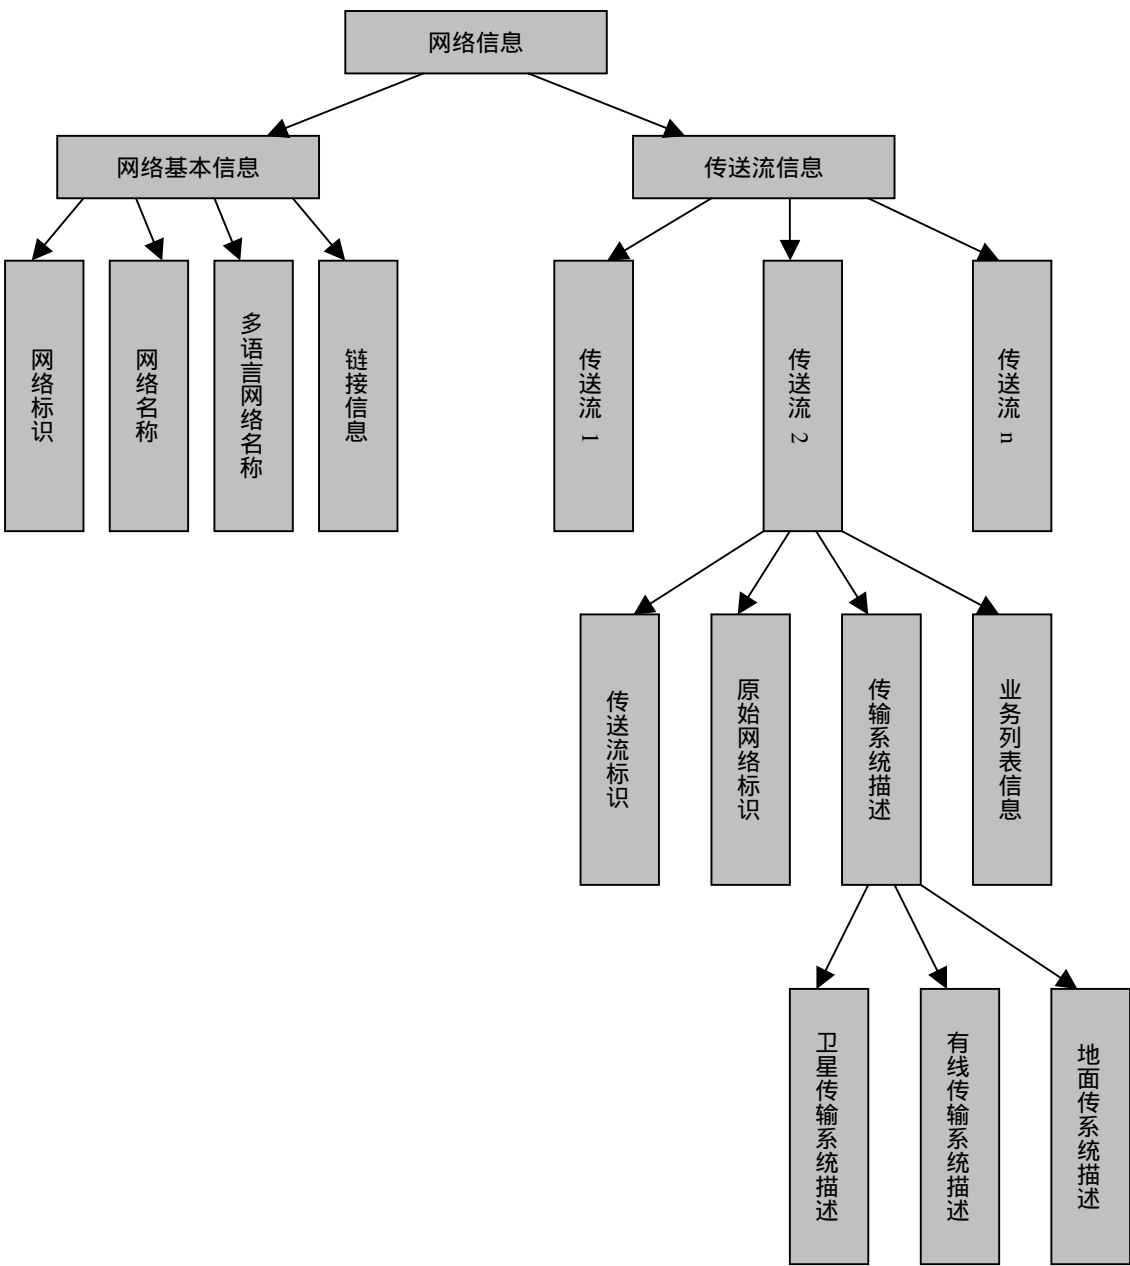 网络信息
网络基本信息
传送流信息
网络标识
网络名称
多语言网络名称
链接信息
传送流 1
传送流 2
传送流 n
传送流标识
原始网络标识
传输系统描述
业务列表信息
卫星传输系统描述
有线传输系统描述
地面传系统描述